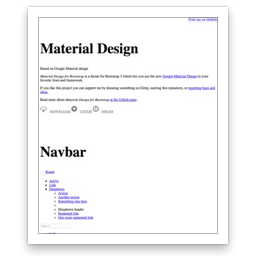 Fork me on GitHub
Material Design
Based on Google Material design
Material Design for Bootstrap is a theme for Bootstrap 3 which lets you use the new Google Material Design in your
favorite front-end framework.
If you like this project you can support me by donating something on Gittip, starring this repository, or reporting bugs and
ideas.
Read more about Material Design for Bootstrap at the GitHub page.
DOWNLOAD LATEST ISSUES
Navbar
Brand
Active
Link
Dropdown
Action
Another action
Something else here
Dropdown header
Separated link
One more separated link